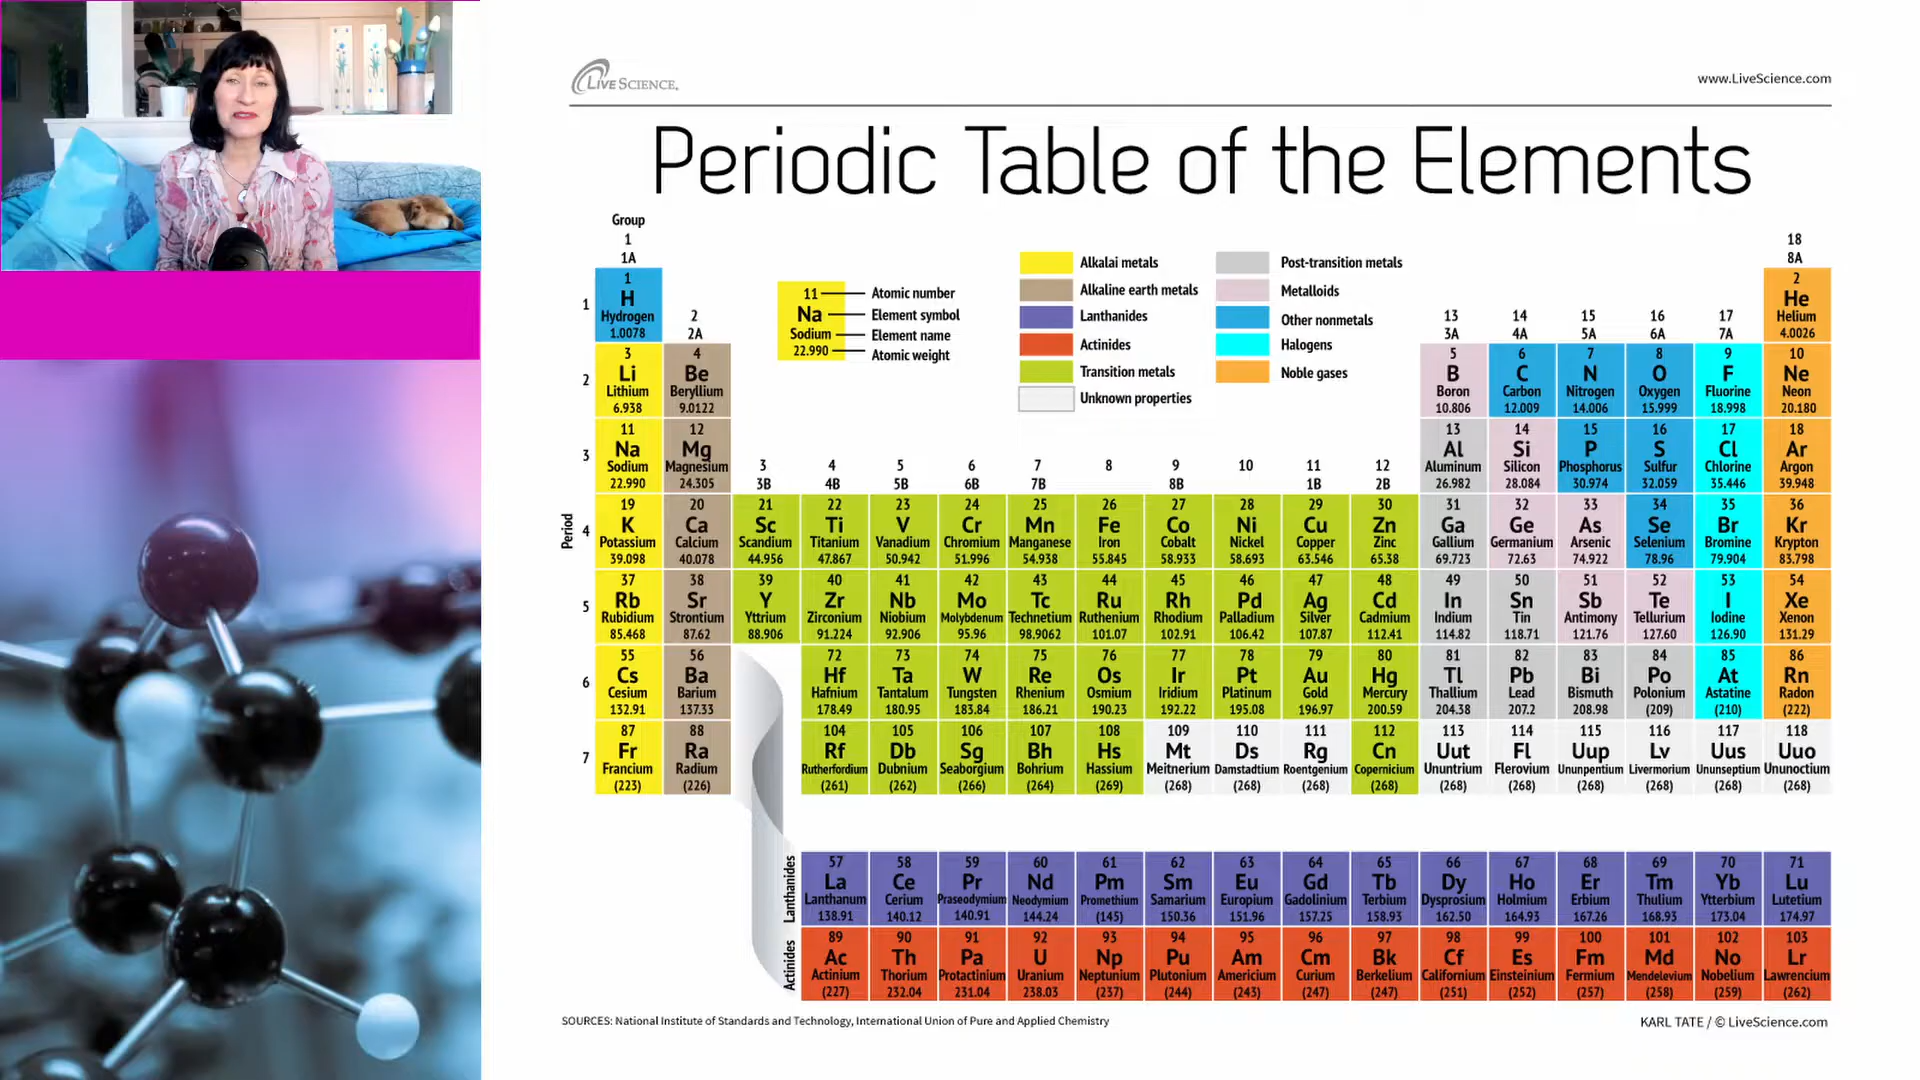 LIVESCIENCE.
www.LiveScience.com
Periodic Table of the Elements
Group
1
1A
18
8A
Alkalai metals
Alkaline earth metals
Lanthanides
Actinides
Transition metals
Unknown properties
Post-transition metals
Metalloids
Other nonmetals
Halogens
Noble gases
11 Atomic number
Na Element symbol
Sodium Element name
22.990 Atomic weight
2 13 14 15 16 17
2A 3A 4A 5A 6A 7A
1 2
1 H He
Hydrogen Helium
1.0078 4.0026
3 4 5 6 7 8 9 10
2 Li Be B C N O F Ne
Lithium Beryllium Boron Carbon Nitrogen Oxygen Fluorine Neon
6.938 9.0122 10.806 12.009 14.006 15.999 18.998 20.180
11 12 13 14 15 16 17 18
3 Na Mg Al Si P S Cl Ar
Sodium Magnesium Aluminum Silicon Phosphorus Sulfur Chlorine Argon
22.990 24.305 26.982 28.084 30.974 32.059 35.446 39.948
3 4 5 6 7 8 9 10 11 12
3B 4B 5B 6B 7B 8B 1B 2B
Period
19 20 21 22 23 24 25 26 27 28 29 30 31 32 33 34 35 36
4 K Ca Sc Ti V Cr Mn Fe Co Ni Cu Zn Ga Ge As Se Br Kr
Potassium Calcium Scandium Titanium Vanadium Chromium Manganese Iron Cobalt Nickel Copper Zinc Gallium Germanium Arsenic Selenium Bromine Krypton
39.098 40.078 44.956 47.867 50.942 51.996 54.938 55.845 58.933 58.693 63.546 65.38 69.723 72.63 74.922 78.96 79.904 83.798
37 38 39 40 41 42 43 44 45 46 47 48 49 50 51 52 53 54
5 Rb Sr Y Zr Nb Mo Tc Ru Rh Pd Ag Cd In Sn Sb Te I Xe
Rubidium Strontium Yttrium Zirconium Niobium Molybdenum Technetium Ruthenium Rhodium Palladium Silver Cadmium Indium Tin Antimony Tellurium Iodine Xenon
85.468 87.62 88.906 91.224 92.906 95.96 98.9062 101.07 102.91 106.42 107.87 112.41 114.82 118.71 121.76 127.60 126.90 131.29
55 56 72 73 74 75 76 77 78 79 80 81 82 83 84 85 86
6 Cs Ba Hf Ta W Re Os Ir Pt Au Hg Tl Pb Bi Po At Rn
Cesium Barium Hafnium Tantalum Tungsten Rhenium Osmium Iridium Platinum Gold Mercury Thallium Lead Bismuth Polonium Astatine Radon
132.91 137.33 178.49 180.95 183.84 186.21 190.23 192.22 195.08 196.97 200.59 204.38 207.2 208.98 (209) (210) (222)
87 88 104 105 106 107 108 109 110 111 112 113 114 115 116 117 118
7 Fr Ra Rf Db Sg Bh Hs Mt Ds Rg Cn Uut Fl Uup Lv Uus Uuo
Francium Radium Rutherfordium Dubnium Seaborgium Bohrium Hassium Meitnerium Damstadtium Roentgenium Copernicium Ununtrium Flerovium Ununpentium Livermorium Ununseptium Ununoctium
(223) (226) (261) (262) (266) (264) (269) (268) (268) (268) (268) (268) (268) (268) (268) (268) (268)
Lanthanides
57 58 59 60 61 62 63 64 65 66 67 68 69 70 71
La Ce Pr Nd Pm Sm Eu Gd Tb Dy Ho Er Tm Yb Lu
Lanthanum Cerium Praseodymium Neodymium Promethium Samarium Europium Gadolinium Terbium Dysprosium Holmium Erbium Thulium Ytterbium Lutetium
138.91 140.12 140.91 144.24 (145) 150.36 151.96 157.25 158.93 162.50 164.93 167.26 168.93 173.04 174.97
Actinides
89 90 91 92 93 94 95 96 97 98 99 100 101 102 103
Ac Th Pa U Np Pu Am Cm Bk Cf Es Fm Md No Lr
Actinium Thorium Protactinium Uranium Neptunium Plutonium Americium Curium Berkelium Californium Einsteinium Fermium Mendelevium Nobelium Lawrencium
(227) 232.04 231.04 238.03 (237) (244) (243) (247) (247) (251) (252) (257) (258) (259) (262)
SOURCES: National Institute of Standards and Technology, International Union of Pure and Applied Chemistry
KARL TATE / © LiveScience.com